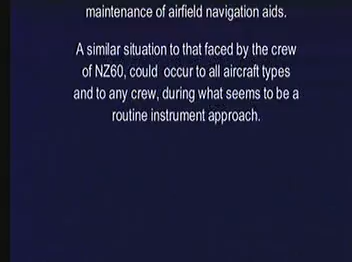 maintenance of airfield navigation aids.
A similar situation to that faced by the crew
of NZ60, could occur to all aircraft types
and to any crew, during what seems to be a
routine instrument approach.